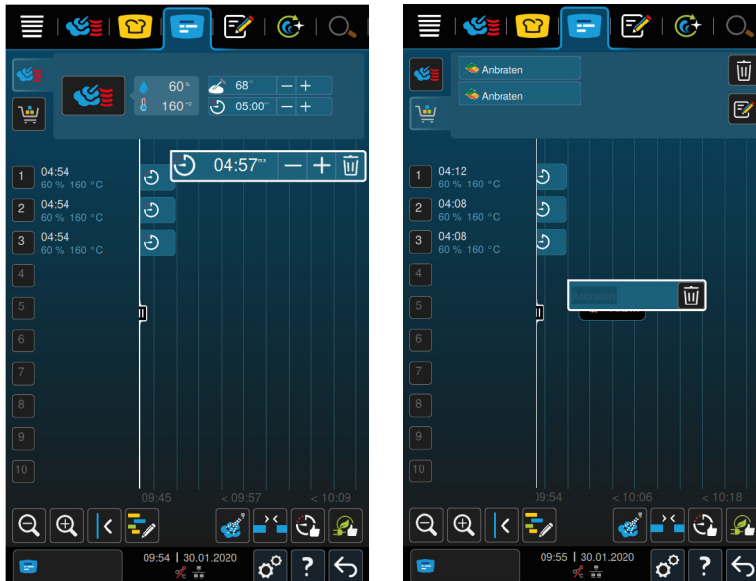 60 %
160 °C
68°
05:00
04:57 m:s
1
04:54
60 % 160 °C
2
04:54
60 % 160 °C
3
04:54
60 % 160 °C
4
5
6
7
8
9
10
09:45
< 09:57
< 10:09
09:54 | 30.01.2020
?
Anbraten
Anbraten
1
04:12
60 % 160 °C
2
04:08
60 % 160 °C
3
04:08
60 % 160 °C
4
Anbraten
5
6
7
8
9
10
09:54
< 10:06
< 10:18
09:55 | 30.01.2020
?